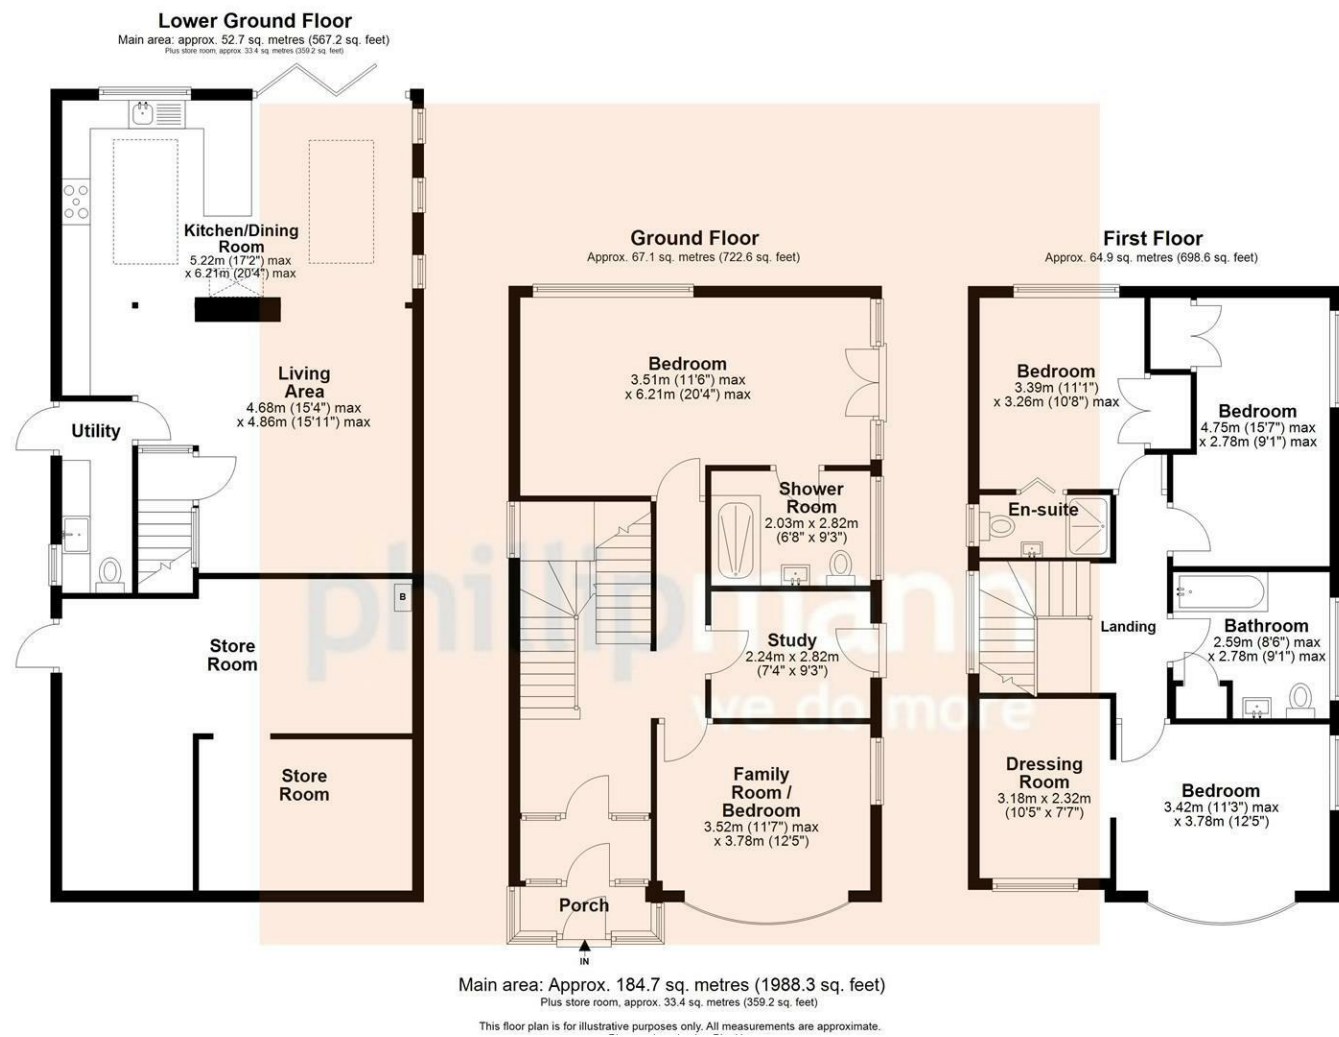 Lower Ground Floor
Main area: approx. 52.7 sq. metres (567.2 sq. feet)
Plus store room, approx. 33.4 sq. metres (359.2 sq. feet)
Kitchen/Dining
Room
5.22m (17'2") max
x 6.21m (20'4") max
Living
Area
4.68m (15'4") max
x 4.86m (15'11") max
Utility
B
Store
Room
Store
Room
Ground Floor
Approx. 67.1 sq. metres (722.6 sq. feet)
Bedroom
3.51m (11'6") max
x 6.21m (20'4") max
Shower
Room
2.03m x 2.82m
(6'8" x 9'3")
Study
2.24m x 2.82m
(7'4" x 9'3")
Family
Room /
Bedroom
3.52m (11'7") max
x 3.78m (12'5")
Porch
IN
First Floor
Approx. 64.9 sq. metres (698.6 sq. feet)
Bedroom
3.39m (11'1")
x 3.26m (10'8") max
Bedroom
4.75m (15'7") max
x 2.78m (9'1") max
En-suite
Landing
Bathroom
2.59m (8'6") max
x 2.78m (9'1") max
Dressing
Room
3.18m x 2.32m
(10'5" x 7'7")
Bedroom
3.42m (11'3") max
x 3.78m (12'5")
phillipmann
we do more
Main area: Approx. 184.7 sq. metres (1988.3 sq. feet)
Plus store room, approx. 33.4 sq. metres (359.2 sq. feet)
This floor plan is for illustrative purposes only. All measurements are approximate.